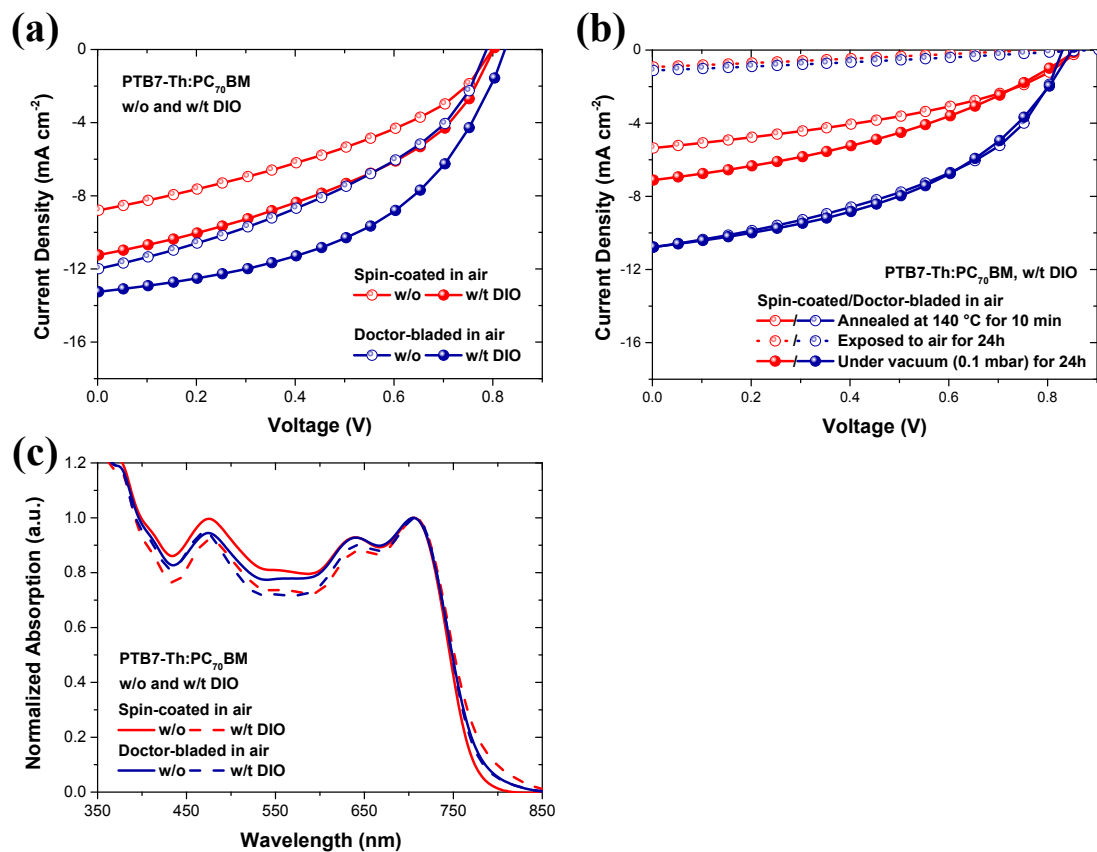 (a)
Current Density (mA cm⁻²)
0
-4
-8
-12
-16
PTB7-Th:PC₇₀BM
w/o and w/t DIO
Spin-coated in air
w/o w/t DIO
Doctor-bladed in air
w/o w/t DIO
0.0 0.2 0.4 0.6 0.8
Voltage (V)
(b)
Current Density (mA cm⁻²)
0
-4
-8
-12
-16
PTB7-Th:PC₇₀BM, w/t DIO
Spin-coated/Doctor-bladed in air
/ Annealed at 140 °C for 10 min
/ Exposed to air for 24h
/ Under vacuum (0.1 mbar) for 24h
0.0 0.2 0.4 0.6 0.8
Voltage (V)
(c)
Normalized Absorption (a.u.)
1.2
1.0
0.8
0.6
0.4
0.2
0.0
PTB7-Th:PC₇₀BM
w/o and w/t DIO
Spin-coated in air
w/o w/t DIO
Doctor-bladed in air
w/o w/t DIO
350 450 550 650 750 850
Wavelength (nm)